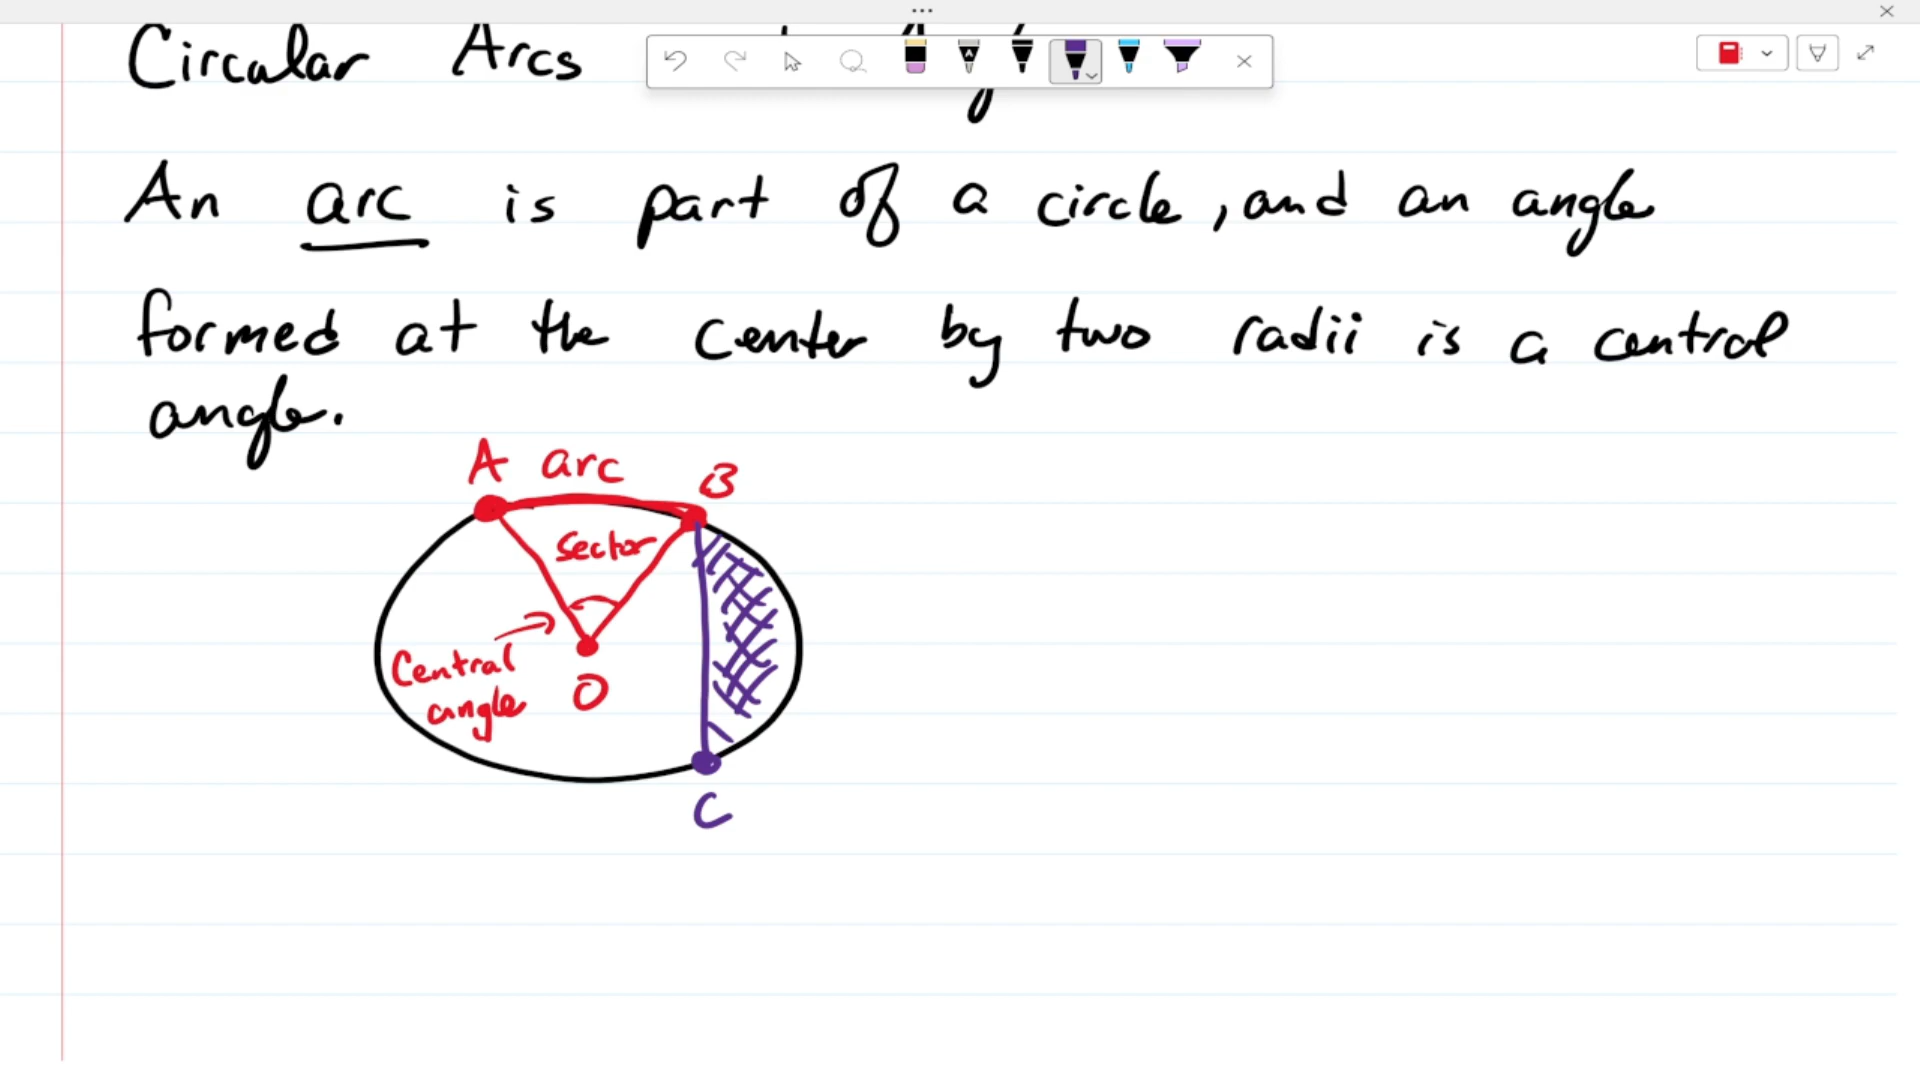 Circular Arcs
An arc is part of a circle, and an angle
formed at the center by two radii is a central
angle.
A arc B
Sector
Central
angle
O
C